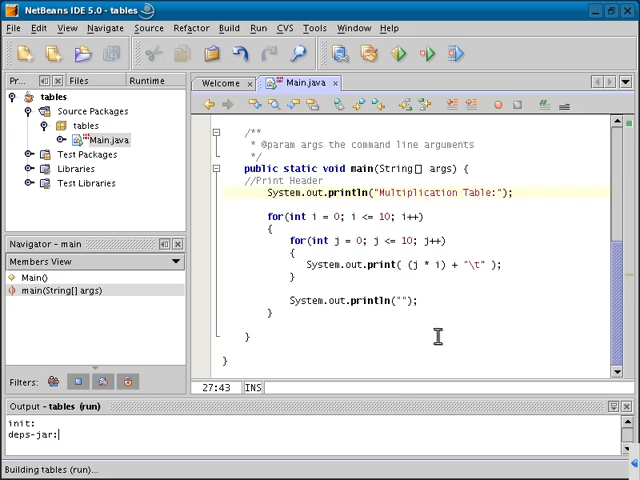 NetBeans IDE 5.0 - tables
File Edit View Navigate Source Refactor Build Run CVS Tools Window Help
Pr... Files Runtime
tables
Source Packages
tables
Main.java
Test Packages
Libraries
Test Libraries
Navigator - main
Members View
Main()
main(String[] args)
Filters:
Welcome Main.java
/**
* @param args the command line arguments
*/
public static void main(String[] args) {
//Print Header
System.out.println("Multiplication Table:");
for(int i = 0; i <= 10; i++)
{
for(int j = 0; j <= 10; j++)
{
System.out.print( (j * i) + "\t" );
}
System.out.println("");
}
}
}
27:43 INS
Output - tables (run)
init:
deps-jar:
Building tables (run)...